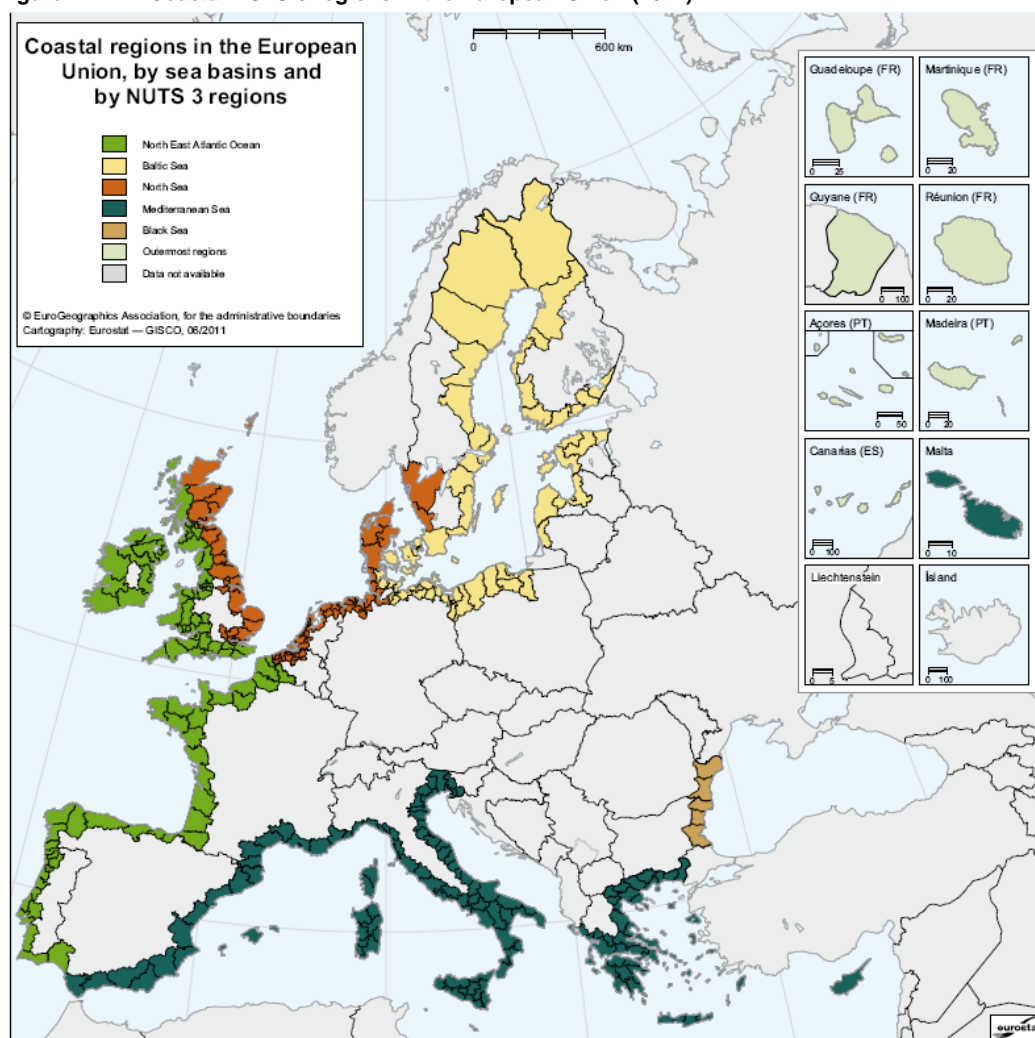 Coastal regions in the European
Union, by sea basins and
by NUTS 3 regions
North East Atlantic Ocean
Baltic Sea
North Sea
Mediterranean Sea
Black Sea
Outermost regions
Data not available
© EuroGeographics Association, for the administrative boundaries
Cartography: Eurostat — GISCO, 06/2011
0 600 km
Guadeloupe (FR)
0 25
Martinique (FR)
0 20
Guyane (FR)
0 100
Réunion (FR)
0 20
Açores (PT)
0 50
Madeira (PT)
0 20
Canarias (ES)
0 100
Malta
0 10
Liechtenstein
0 5
Ísland
0 100